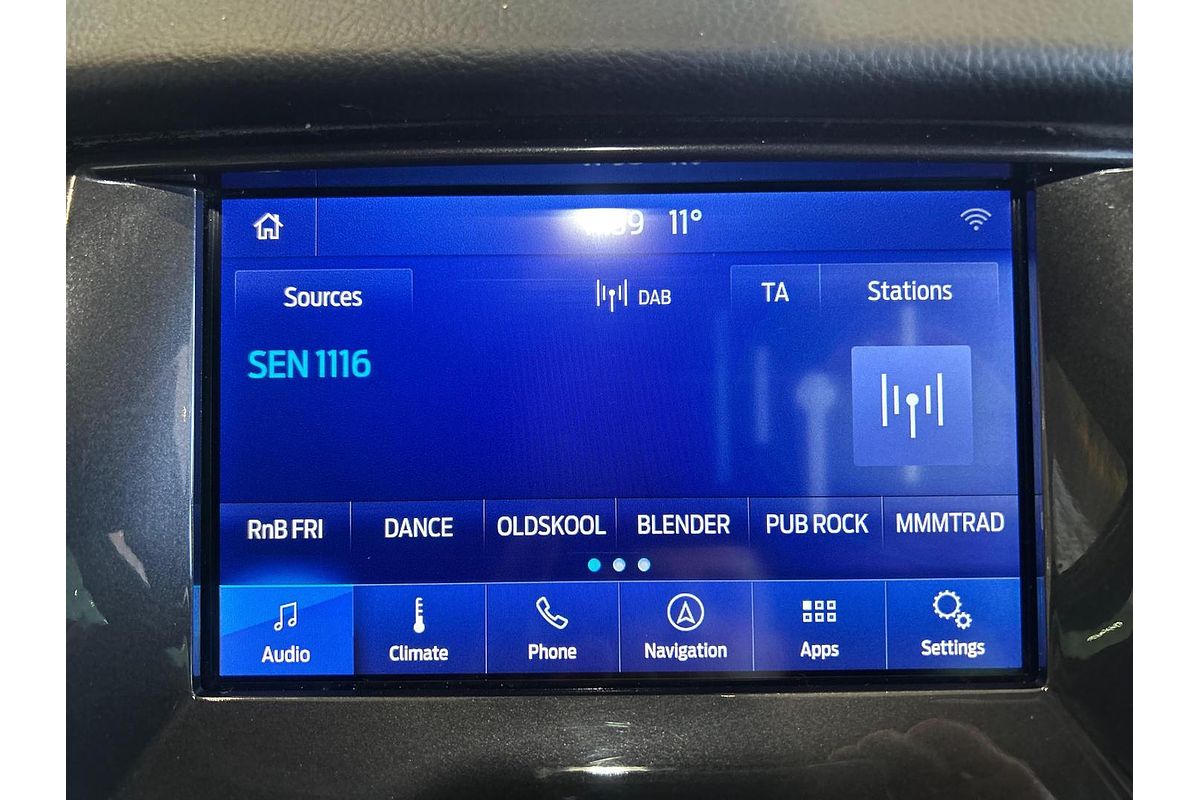 11°
Sources
DAB
TA
Stations
SEN 1116
RnB FRI
DANCE
OLDSKOOL
BLENDER
PUB ROCK
MMMTRAD
Audio
Climate
Phone
Navigation
Apps
Settings